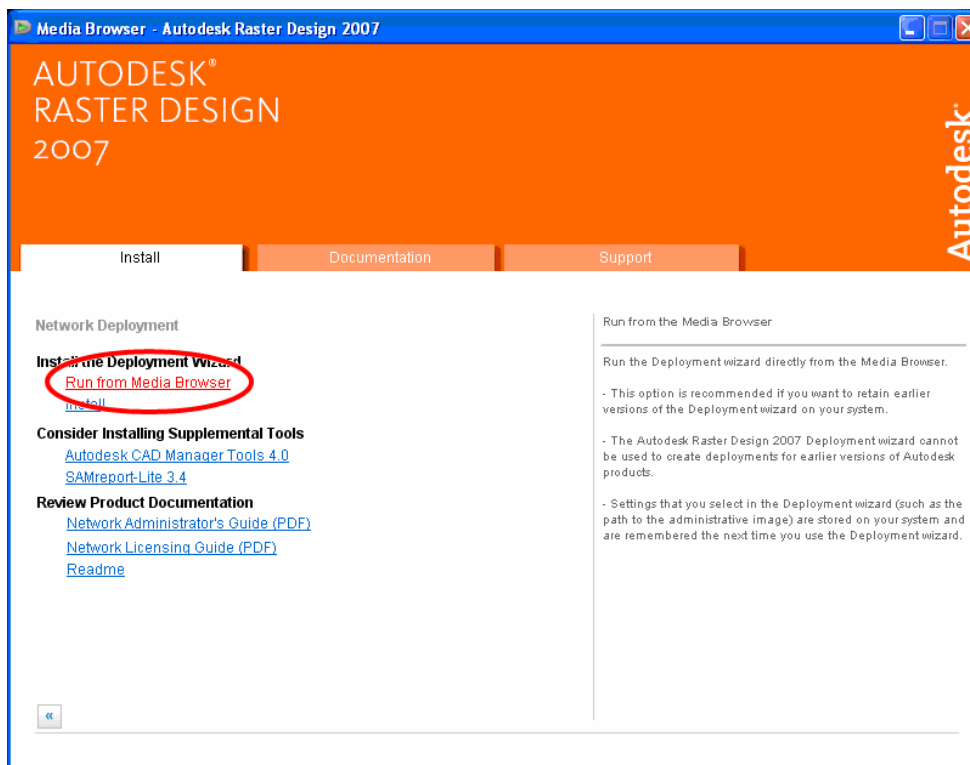 Media Browser - Autodesk Raster Design 2007
AUTODESK®
RASTER DESIGN
2007
Autodesk®
Install
Documentation
Support
Network Deployment
Install the Deployment Wizard
Run from Media Browser
Install
Consider Installing Supplemental Tools
Autodesk CAD Manager Tools 4.0
SAMreport-Lite 3.4
Review Product Documentation
Network Administrator's Guide (PDF)
Network Licensing Guide (PDF)
Readme
«
Run from the Media Browser
Run the Deployment wizard directly from the Media Browser.
- This option is recommended if you want to retain earlier
versions of the Deployment wizard on your system.
- The Autodesk Raster Design 2007 Deployment wizard cannot
be used to create deployments for earlier versions of Autodesk
products.
- Settings that you select in the Deployment wizard (such as the
path to the administrative image) are stored on your system and
are remembered the next time you use the Deployment wizard.